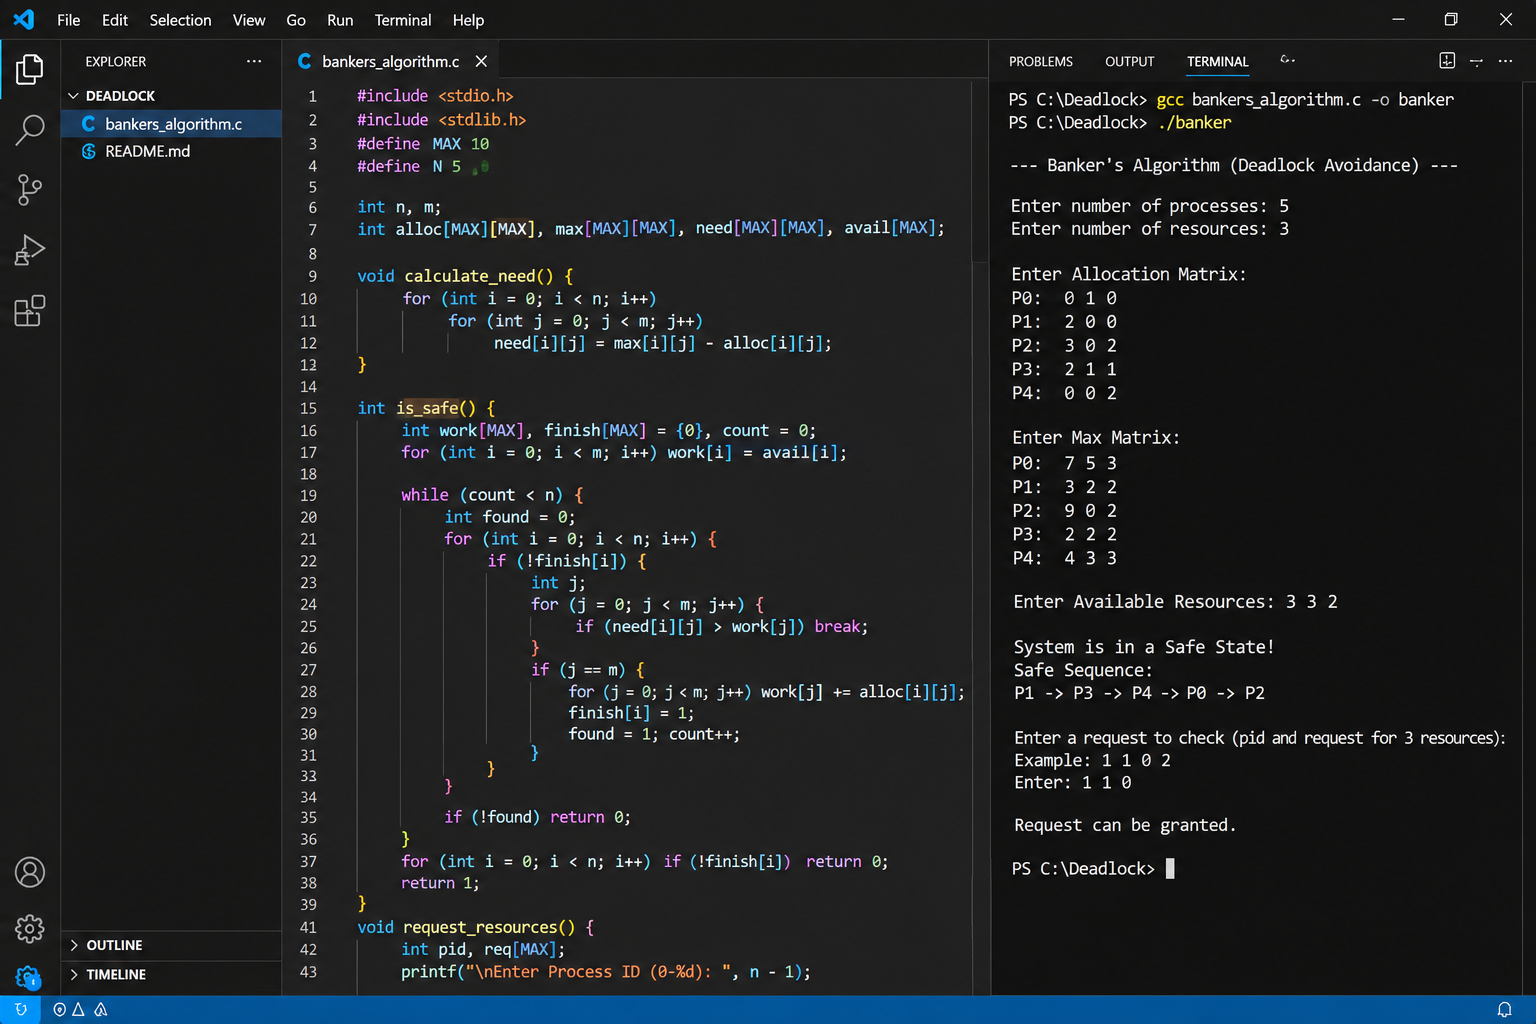 File Edit Selection View Go Run Terminal Help
EXPLORER ...
DEADLOCK
bankers_algorithm.c
README.md
OUTLINE
TIMELINE
bankers_algorithm.c
1 #include <stdio.h>
2 #include <stdlib.h>
3 #define MAX 10
4 #define N 5
5
6 int n, m;
7 int alloc[MAX][MAX], max[MAX][MAX], need[MAX][MAX], avail[MAX];
8
9 void calculate_need() {
10 for (int i = 0; i < n; i++)
11 for (int j = 0; j < m; j++)
12 need[i][j] = max[i][j] - alloc[i][j];
13 }
14
15 int is_safe() {
16 int work[MAX], finish[MAX] = {0}, count = 0;
17 for (int i = 0; i < m; i++) work[i] = avail[i];
18
19 while (count < n) {
20 int found = 0;
21 for (int i = 0; i < n; i++) {
22 if (!finish[i]) {
23 int j;
24 for (j = 0; j < m; j++) {
25 if (need[i][j] > work[j]) break;
26 }
27 if (j == m) {
28 for (j = 0; j < m; j++) work[j] += alloc[i][j];
29 finish[i] = 1;
30 found = 1; count++;
31 }
33 }
34 }
35 if (!found) return 0;
36 }
37 for (int i = 0; i < n; i++) if (!finish[i]) return 0;
38 return 1;
39 }
41 void request_resources() {
42 int pid, req[MAX];
43 printf("\nEnter Process ID (0-%d): ", n - 1);
PROBLEMS OUTPUT TERMINAL
PS C:\Deadlock> gcc bankers_algorithm.c -o banker
PS C:\Deadlock> ./banker
--- Banker's Algorithm (Deadlock Avoidance) ---
Enter number of processes: 5
Enter number of resources: 3
Enter Allocation Matrix:
P0: 0 1 0
P1: 2 0 0
P2: 3 0 2
P3: 2 1 1
P4: 0 0 2
Enter Max Matrix:
P0: 7 5 3
P1: 3 2 2
P2: 9 0 2
P3: 2 2 2
P4: 4 3 3
Enter Available Resources: 3 3 2
System is in a Safe State!
Safe Sequence:
P1 -> P3 -> P4 -> P0 -> P2
Enter a request to check (pid and request for 3 resources):
Example: 1 1 0 2
Enter: 1 1 0
Request can be granted.
PS C:\Deadlock>